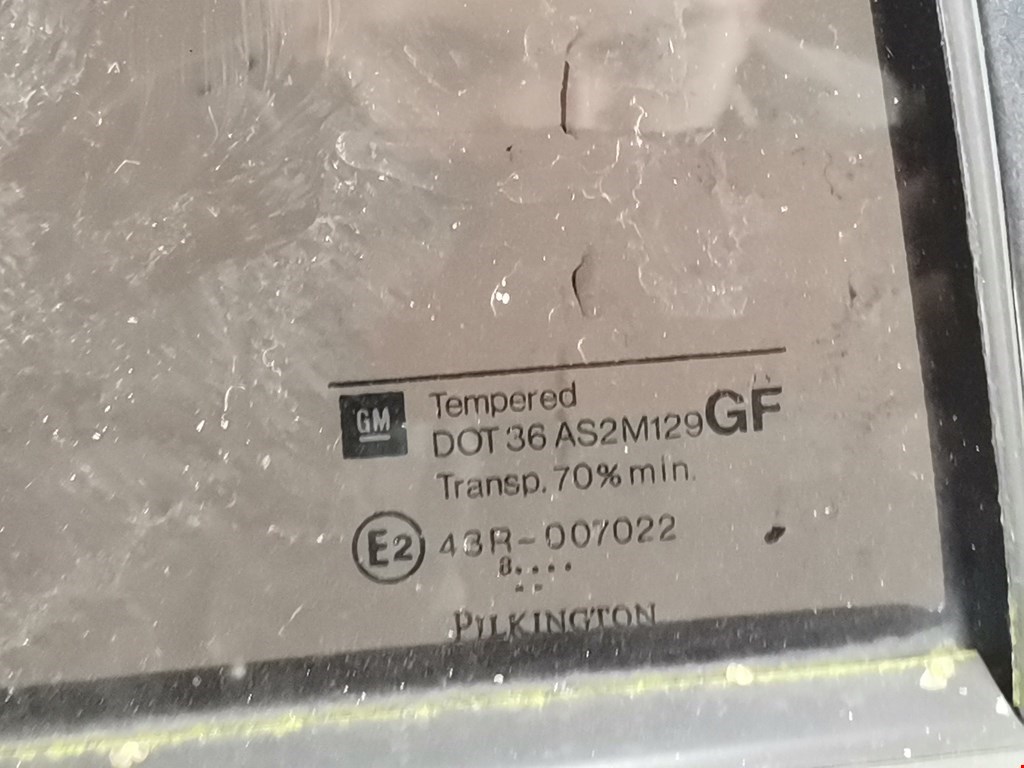 GM
Tempered
DOT 36 AS2M129 GF
Transp. 70% min.
E2 43R-007022
8....
..
PILKINGTON